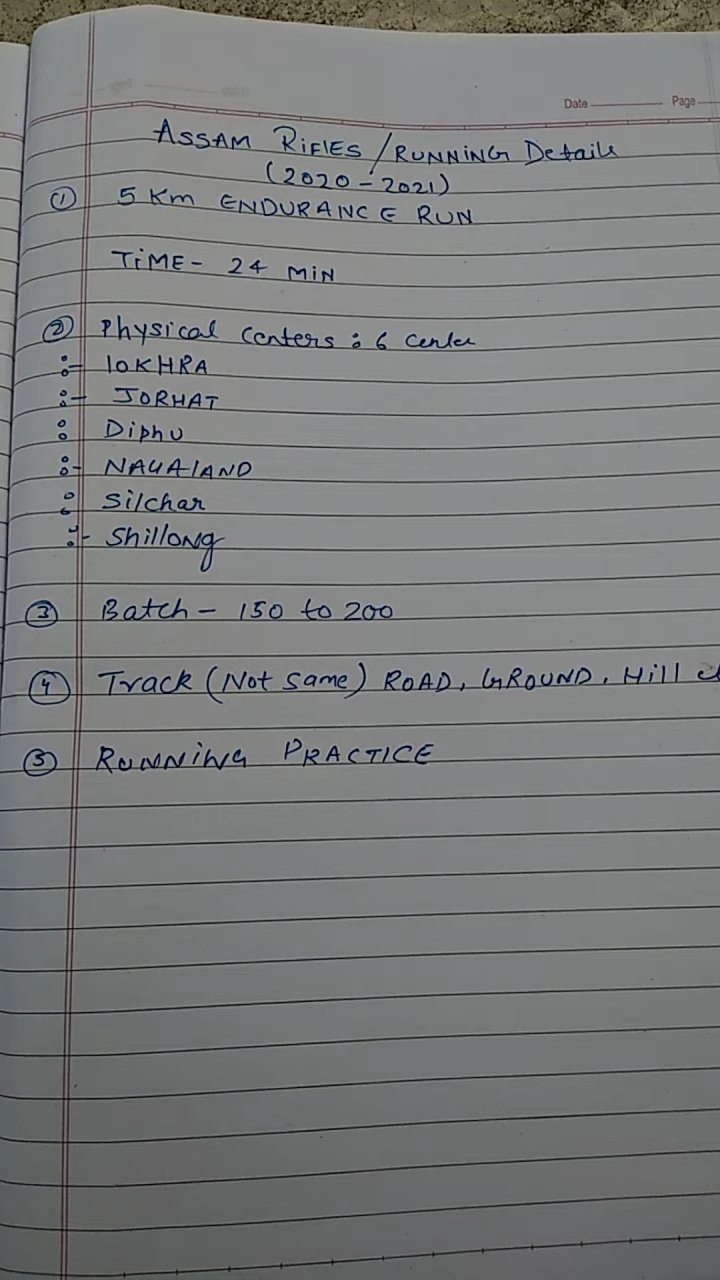 Date Page
ASSAM RIFlES / RUNNING Details
(2020-2021)
① 5 Km ENDURANCE RUN
TiME - 24 MiN
② Physical Centers : 6 Center
:- lOKHRA
:- JORHAT
: Diphu
:- NAGAlAND
: Silchar
:- Shillong
③ Batch - 150 to 200
④ Track (Not Same) ROAD, GROUND, Hill
⑤ RUNNiNG PRACTICE